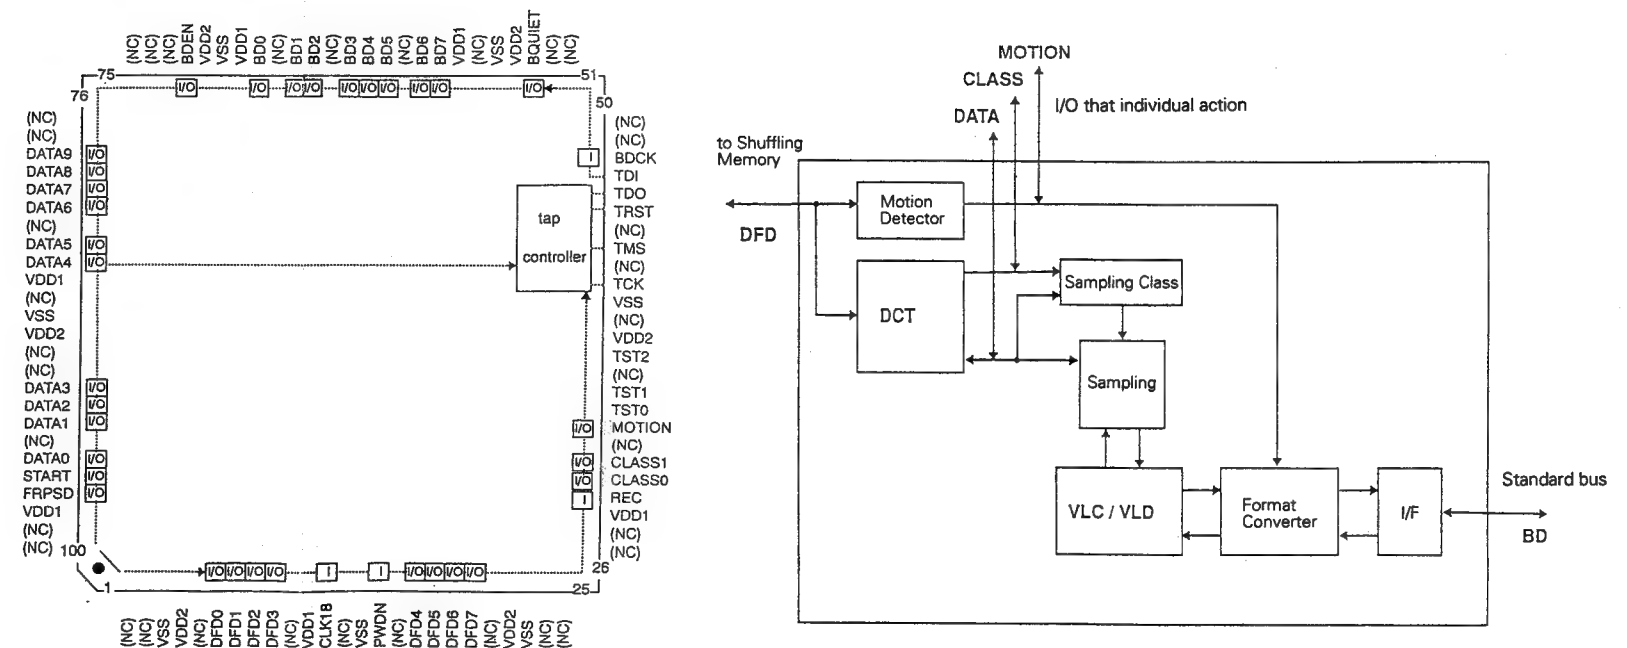 (NC)
(NC)
(NC)
BDEN
VDD2
VSS
VDD1
BD0
(NC)
BD1
BD2
(NC)
BD3
BD4
BD5
(NC)
BD6
BD7
VDD1
(NC)
VSS
VDD2
BQUIET
(NC)
(NC)
75
51
76
50
I/O
I/O
I/O
I/O
I/O
I/O
I/O
I/O
I/O
I/O
(NC)
(NC)
DATA9 I/O
DATA8 I/O
DATA7 I/O
DATA6 I/O
(NC)
DATA5 I/O
DATA4 I/O
VDD1
(NC)
VSS
VDD2
(NC)
(NC)
DATA3 I/O
DATA2 I/O
DATA1 I/O
(NC)
DATA0 I/O
START I/O
FRPSD I/O
VDD1
(NC)
(NC)
100
tap
controller
(NC)
(NC)
I BDCK
TDI
TDO
TRST
(NC)
TMS
(NC)
TCK
VSS
(NC)
VDD2
TST2
(NC)
TST1
TST0
I/O MOTION
(NC)
I/O CLASS1
I/O CLASS0
I REC
VDD1
(NC)
(NC)
26
1
25
I/O
I/O
I/O
I/O
I
I
I/O
I/O
I/O
I/O
(NC)
(NC)
VSS
VDD2
(NC)
DFD0
DFD1
DFD2
DFD3
(NC)
VDD1
CLK18
(NC)
VSS
PWDN
(NC)
DFD4
DFD5
DFD6
DFD7
(NC)
VDD2
VSS
(NC)
(NC)
MOTION
CLASS
DATA
I/O that individual action
to Shuffling
Memory
DFD
Motion
Detector
DCT
Sampling Class
Sampling
VLC / VLD
Format
Converter
I/F
Standard bus
BD